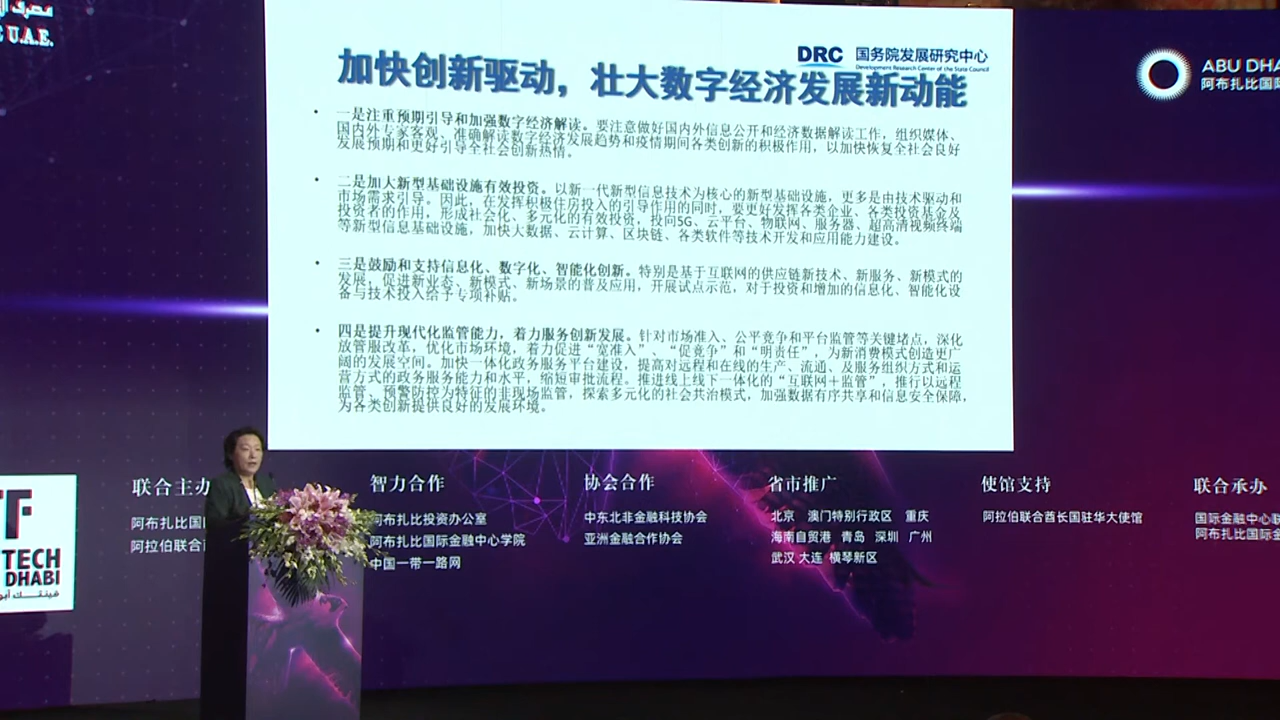 مصرف
U.A.E.
DRC 国务院发展研究中心
Development Research Center of the State Council
加快创新驱动，壮大数字经济发展新动能
ABU DHA
阿布扎比国际
• 一是注重预期引导和加强数字经济解读。要注意做好国内外信息公开和经济数据解读工作，组织媒体、
国内外专家客观、准确解读数字经济发展趋势和疫情期间各类创新的积极作用，以加快恢复全社会良好
发展预期和更好引导全社会创新热情。
• 二是加大新型基础设施有效投资。以新一代新型信息技术为核心的新型基础设施，更多是由技术驱动和
市场需求引导。因此，在发挥积极住房投入的引导作用的同时，要更好发挥各类企业、各类投资基金及
投资者的作用，形成社会化、多元化的有效投资，投向5G、云平台、物联网、服务器、超高清视频终端
等新型信息基础设施，加快大数据、云计算、区块链、各类软件等技术开发和应用能力建设。
• 三是鼓励和支持信息化、数字化、智能化创新。特别是基于互联网的供应链新技术、新服务、新模式的
发展，促进新业态、新模式、新场景的普及应用，开展试点示范，对于投资和增加的信息化、智能化设
备与技术投入给予专项补贴。
• 四是提升现代化监管能力，着力服务创新发展。针对市场准入、公平竞争和平台监管等关键堵点，深化
放管服改革，优化市场环境，着力促进“宽准入”、“促竞争”和“明责任”，为新消费模式创造更广
阔的发展空间。加快一体化政务服务平台建设，提高对远程和在线的生产、流通、及服务组织方式和运
营方式的政务服务能力和水平，缩短审批流程。推进线上线下一体化的“互联网＋监管”，推行以远程
监管、预警防控为特征的非现场监管，探索多元化的社会共治模式，加强数据有序共享和信息安全保障，
为各类创新提供良好的发展环境。
联合主办
阿布扎比国
阿拉伯联合
智力合作
阿布扎比投资办公室
阿布扎比国际金融中心学院
中国一带一路网
协会合作
中东北非金融科技协会
亚洲金融合作协会
省市推广
北京 澳门特别行政区 重庆
海南自贸港 青岛 深圳 广州
武汉 大连 横琴新区
使馆支持
阿拉伯联合酋长国驻华大使馆
联合承办
国际金融中心
阿布扎比国际金
TF
TECH
DHABI
فينتك أبو